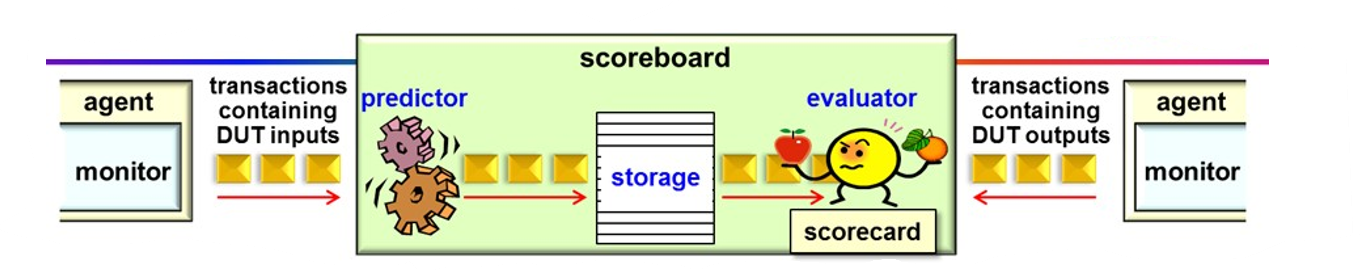 scoreboard
agent
monitor
transactions
containing
DUT inputs
predictor
storage
evaluator
scorecard
transactions
containing
DUT outputs
agent
monitor